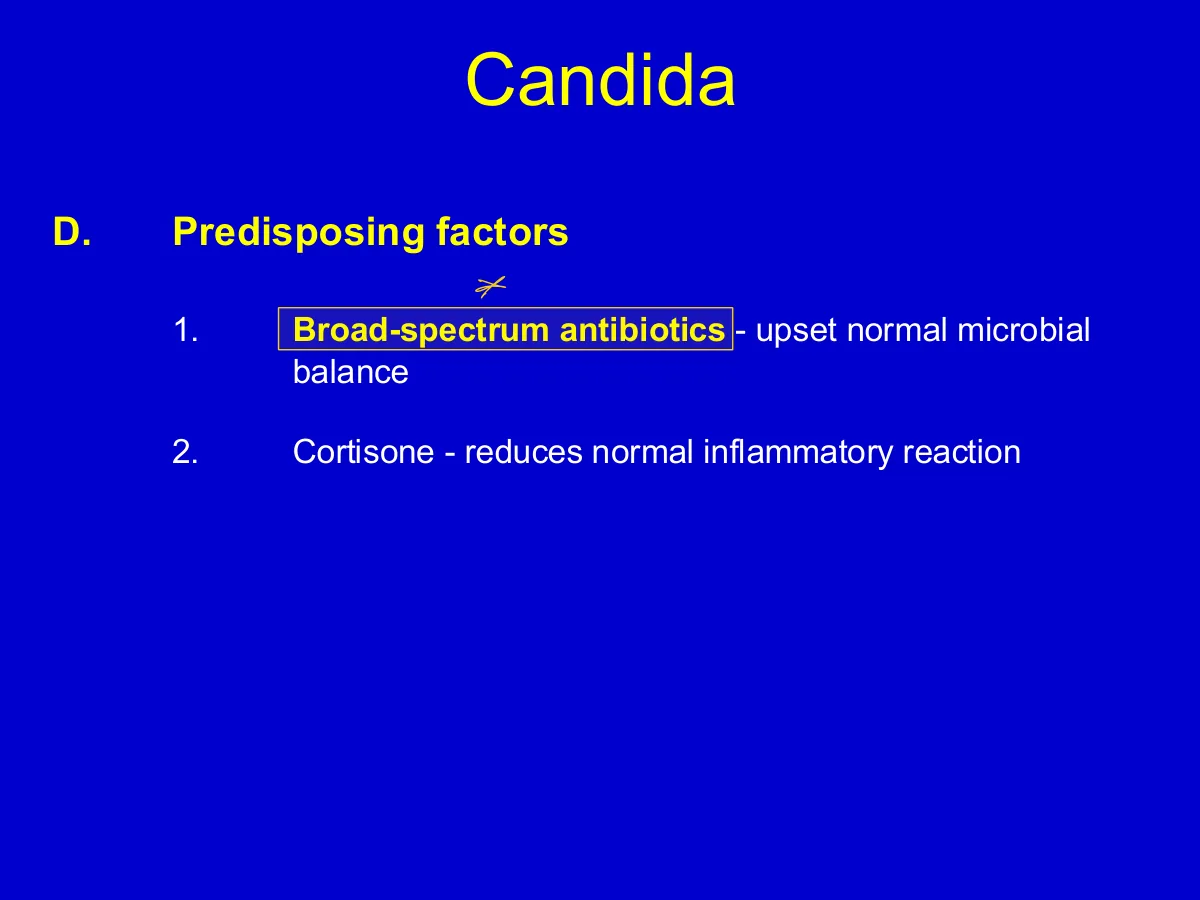 Candida
D. Predisposing factors
1. Broad-spectrum antibiotics - upset normal microbial
balance
2. Cortisone - reduces normal inflammatory reaction